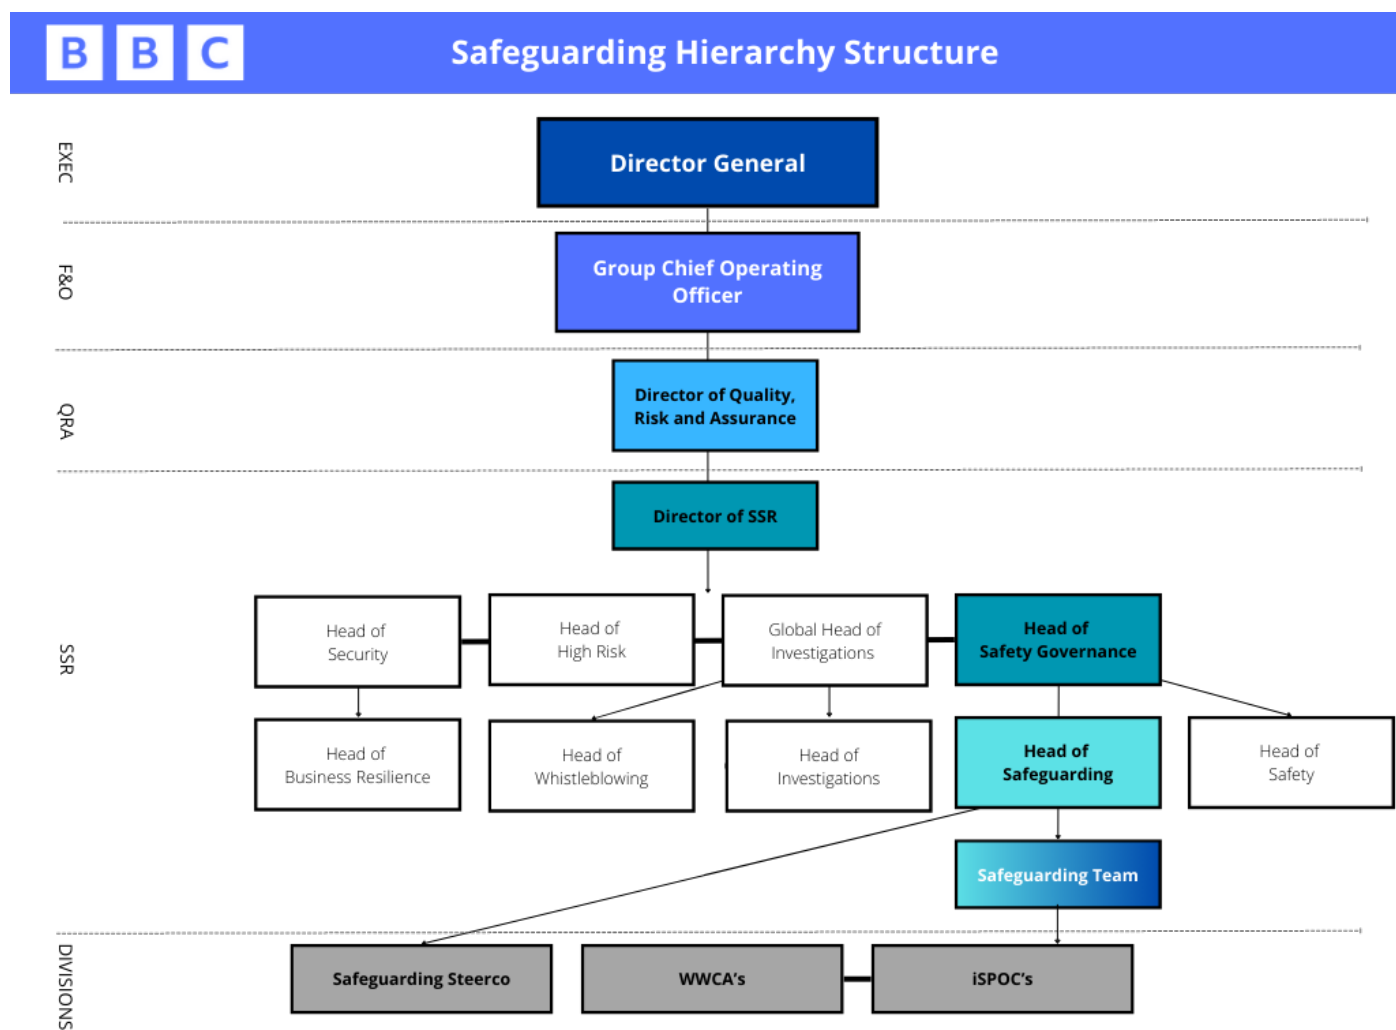 BBC
Safeguarding Hierarchy Structure
EXEC
Director General
F&O
Group Chief Operating
Officer
QRA
Director of Quality,
Risk and Assurance
Director of SSR
SSR
Head of
Security
Head of
High Risk
Global Head of
Investigations
Head of
Safety Governance
Head of
Business Resilience
Head of
Whistleblowing
Head of
Investigations
Head of
Safeguarding
Head of
Safety
Safeguarding Team
DIVISIONS
Safeguarding Steerco
WWCA's
iSPOC's